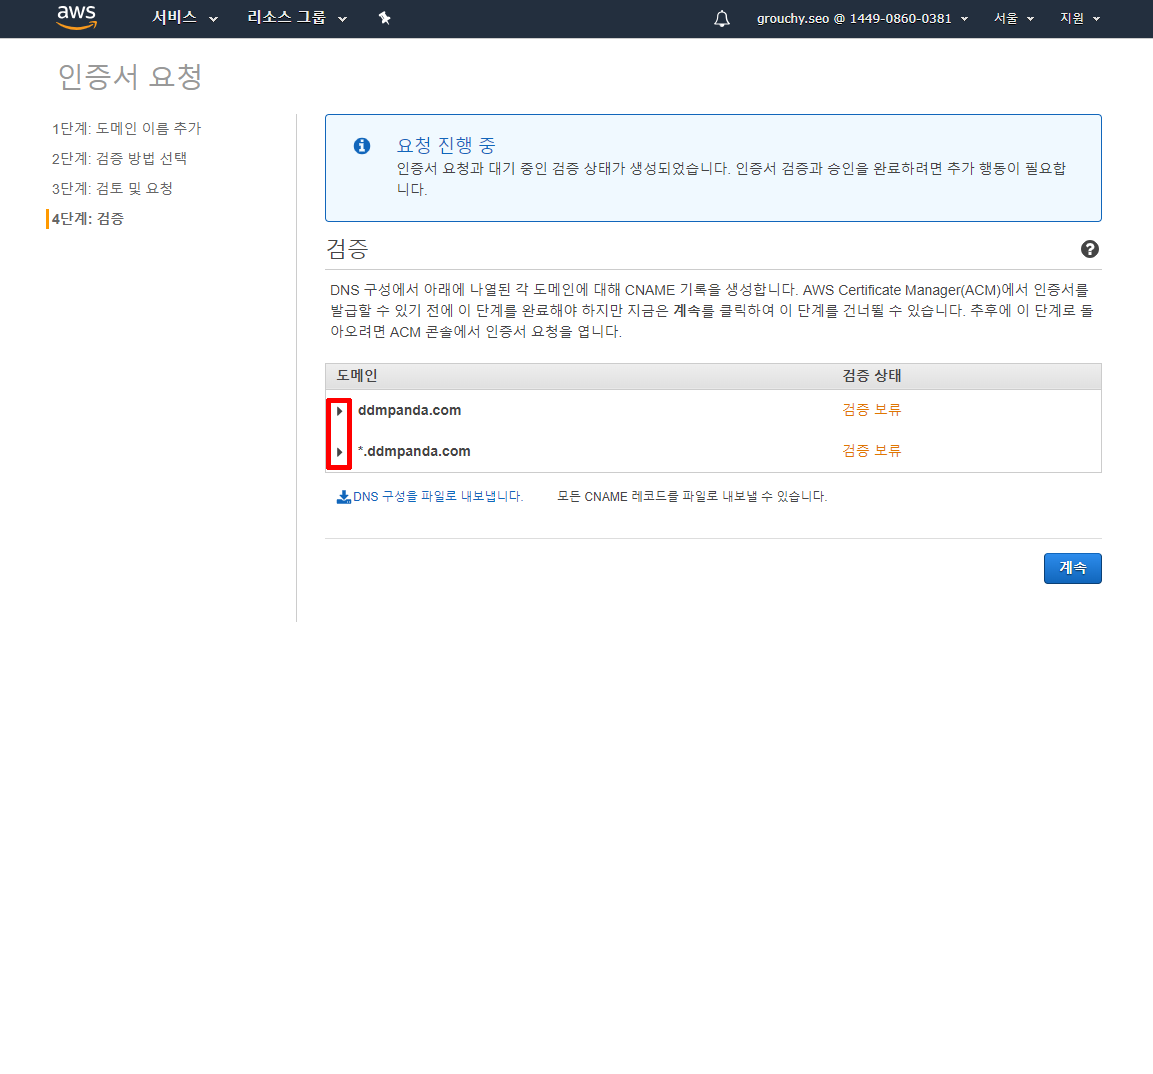 aws 서비스 리소스 그룹 grouchy.seo @ 1449-0860-0381 서울 지원
인증서 요청
1단계: 도메인 이름 추가
2단계: 검증 방법 선택
3단계: 검토 및 요청
4단계: 검증
요청 진행 중
인증서 요청과 대기 중인 검증 상태가 생성되었습니다. 인증서 검증과 승인을 완료하려면 추가 행동이 필요합
니다.
검증
DNS 구성에서 아래에 나열된 각 도메인에 대해 CNAME 기록을 생성합니다. AWS Certificate Manager(ACM)에서 인증서를
발급할 수 있기 전에 이 단계를 완료해야 하지만 지금은 계속를 클릭하여 이 단계를 건너뛸 수 있습니다. 추후에 이 단계로 돌
아오려면 ACM 콘솔에서 인증서 요청을 엽니다.
도메인 검증 상태
ddmpanda.com 검증 보류
*.ddmpanda.com 검증 보류
DNS 구성을 파일로 내보냅니다. 모든 CNAME 레코드를 파일로 내보낼 수 있습니다.
계속